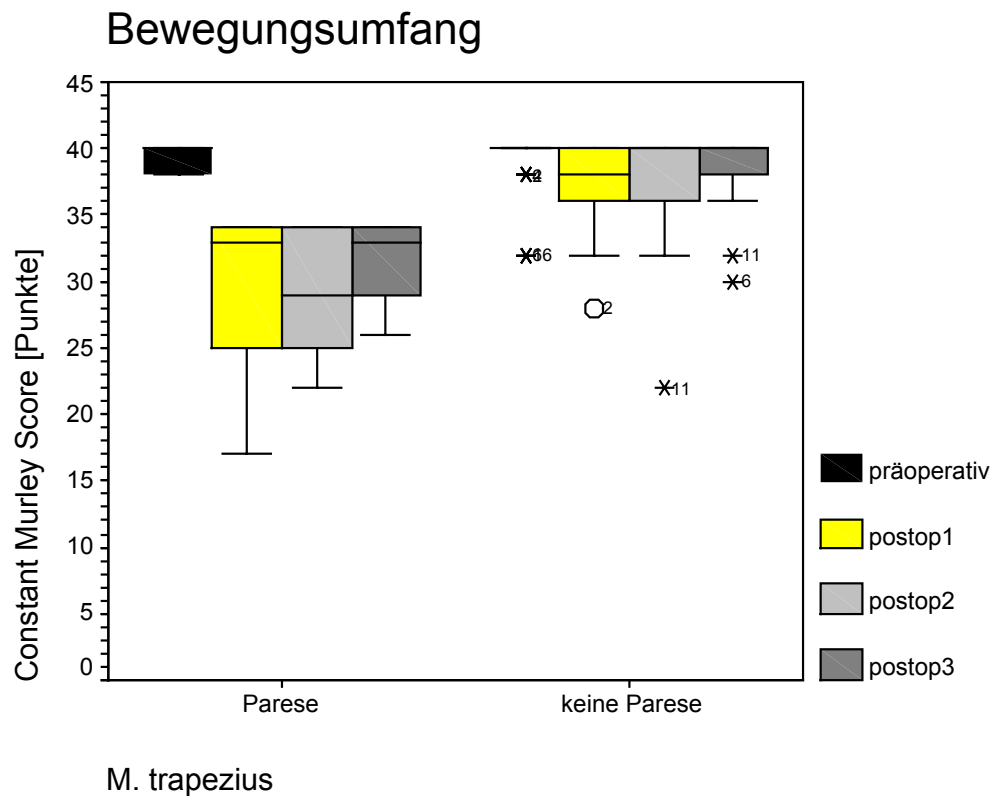 Bewegungsumfang
Constant Murley Score [Punkte]
45
40
35
30
25
20
15
10
5
0
11
6
2
11
präoperativ
postop1
postop2
postop3
Parese
keine Parese
M. trapezius